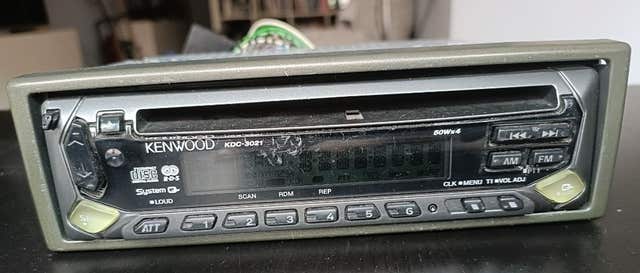 KENWOOD KDC-3021 50W×4
AM FM
disc R·D·S
System Q
CLK ■MENU TI ■VOL ADJ
SCAN RDM REP
■LOUD
ATT 1 2 3 4 5 6